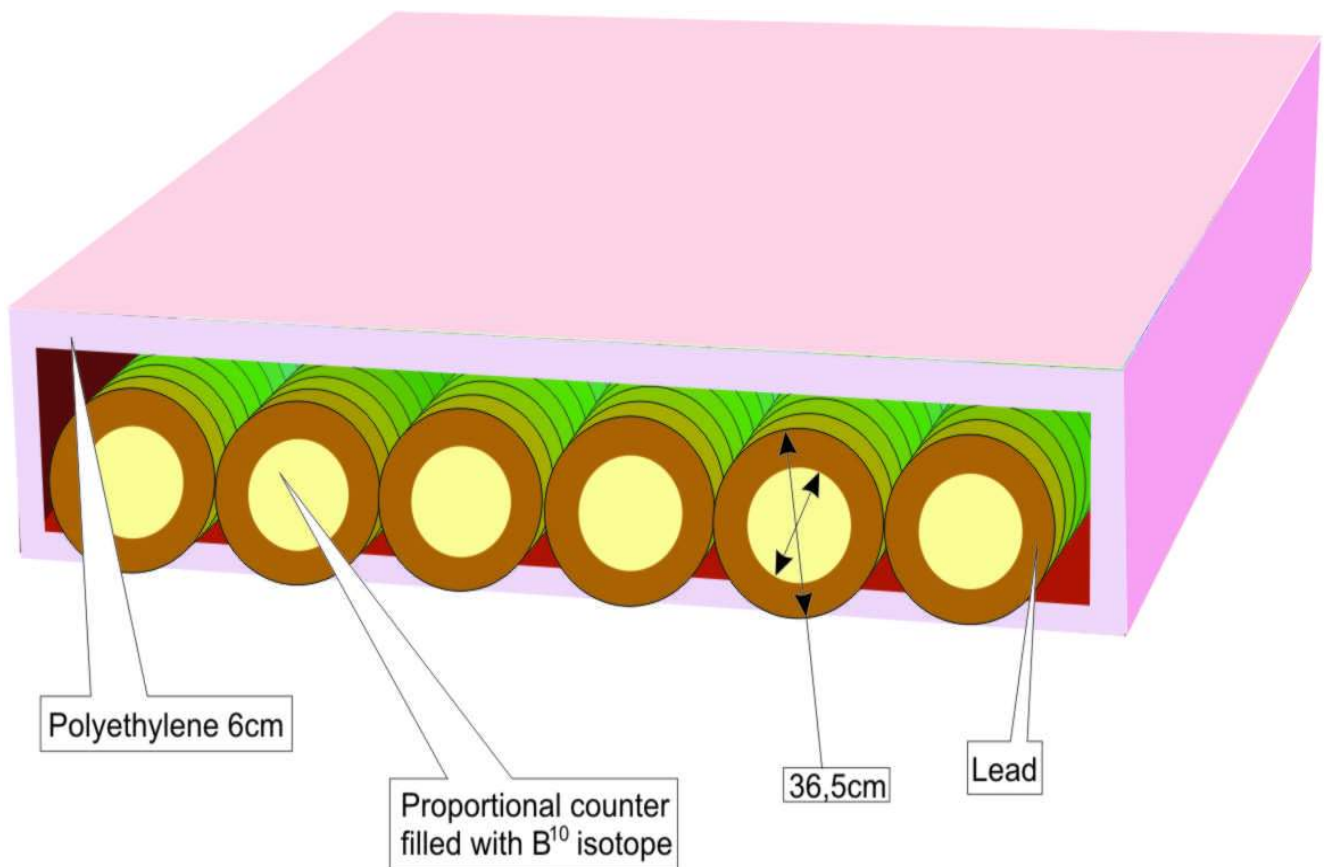 Polyethylene 6cm
Proportional counter
filled with B¹⁰ isotope
36,5cm
Lead